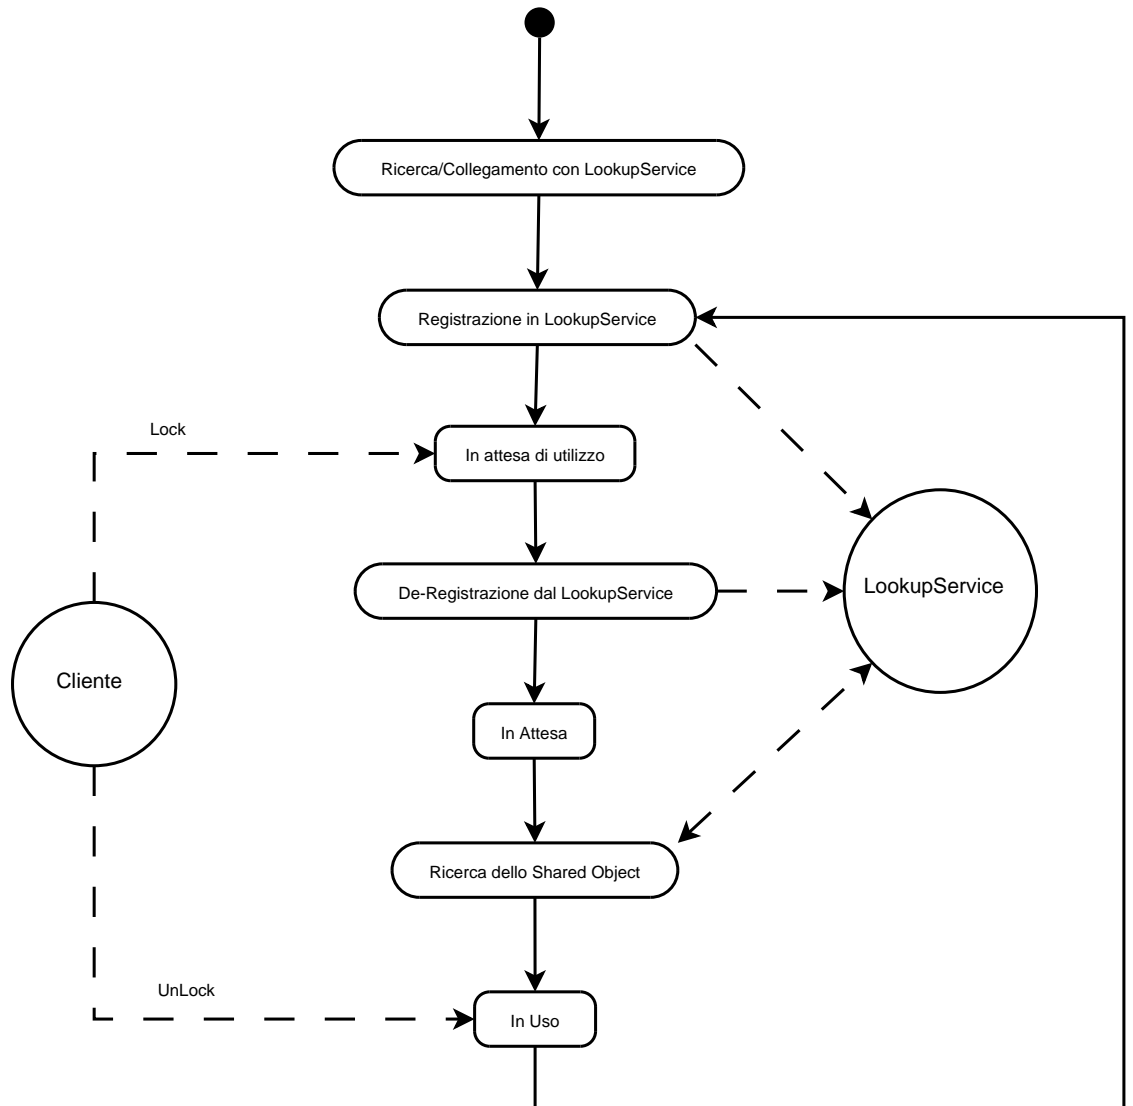 Ricerca/Collegamento con LookupService
Registrazione in LookupService
Lock
In attesa di utilizzo
De-Registrazione dal LookupService
LookupService
Cliente
In Attesa
Ricerca dello Shared Object
UnLock
In Uso